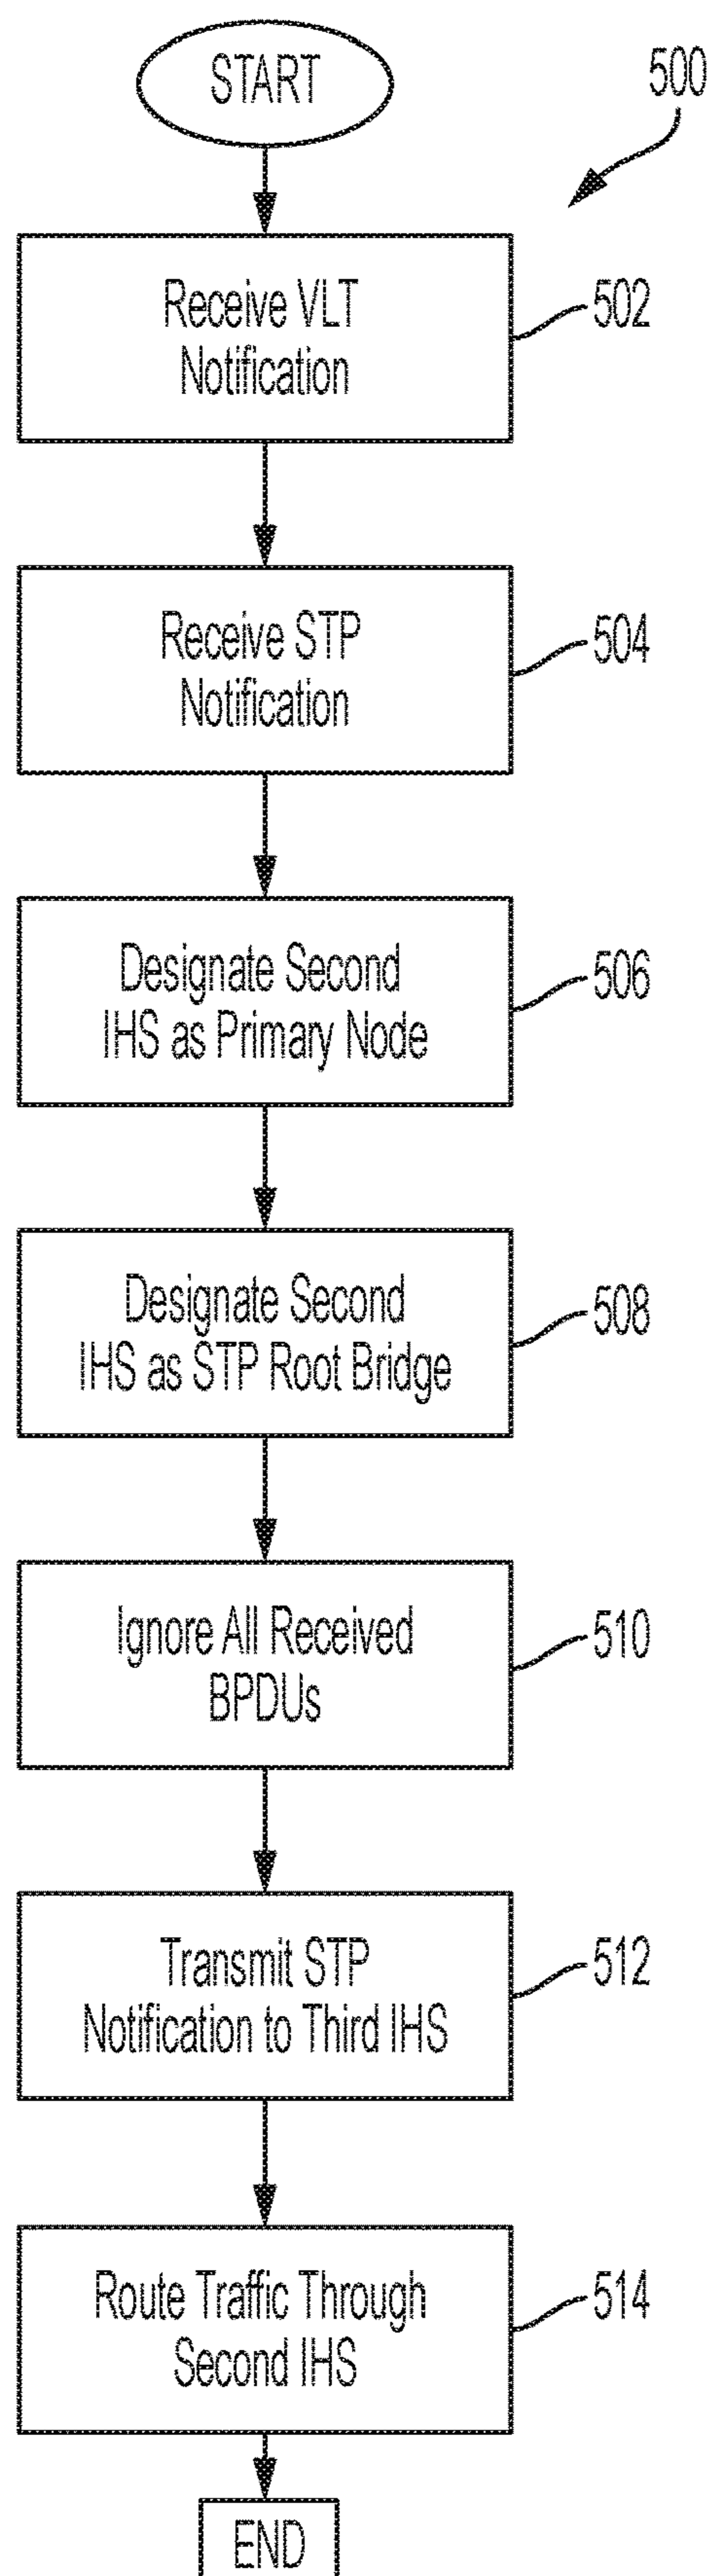 START
500
Receive VLT
Notification
502
Receive STP
Notification
504
Designate Second
IHS as Primary Node
506
Designate Second
IHS as STP Root Bridge
508
Ignore All Received
BPDUs
510
Transmit STP
Notification to Third IHS
512
Route Traffic Through
Second IHS
514
END